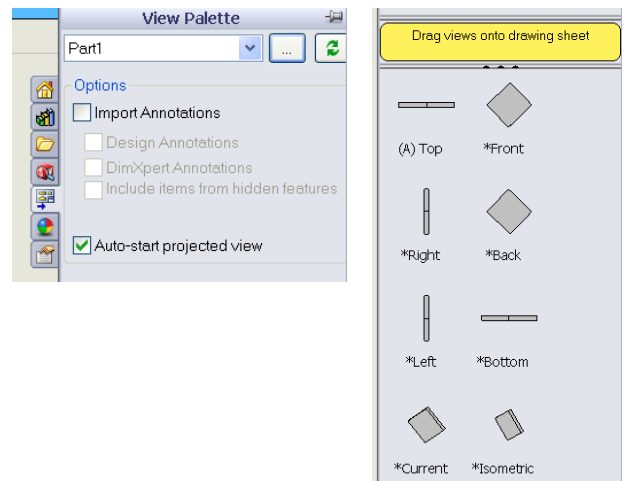 View Palette
Part1
...
Options
Import Annotations
Design Annotations
DimXpert Annotations
Include items from hidden features
Auto-start projected view
Drag views onto drawing sheet
(A) Top *Front
*Right *Back
*Left *Bottom
*Current *Isometric